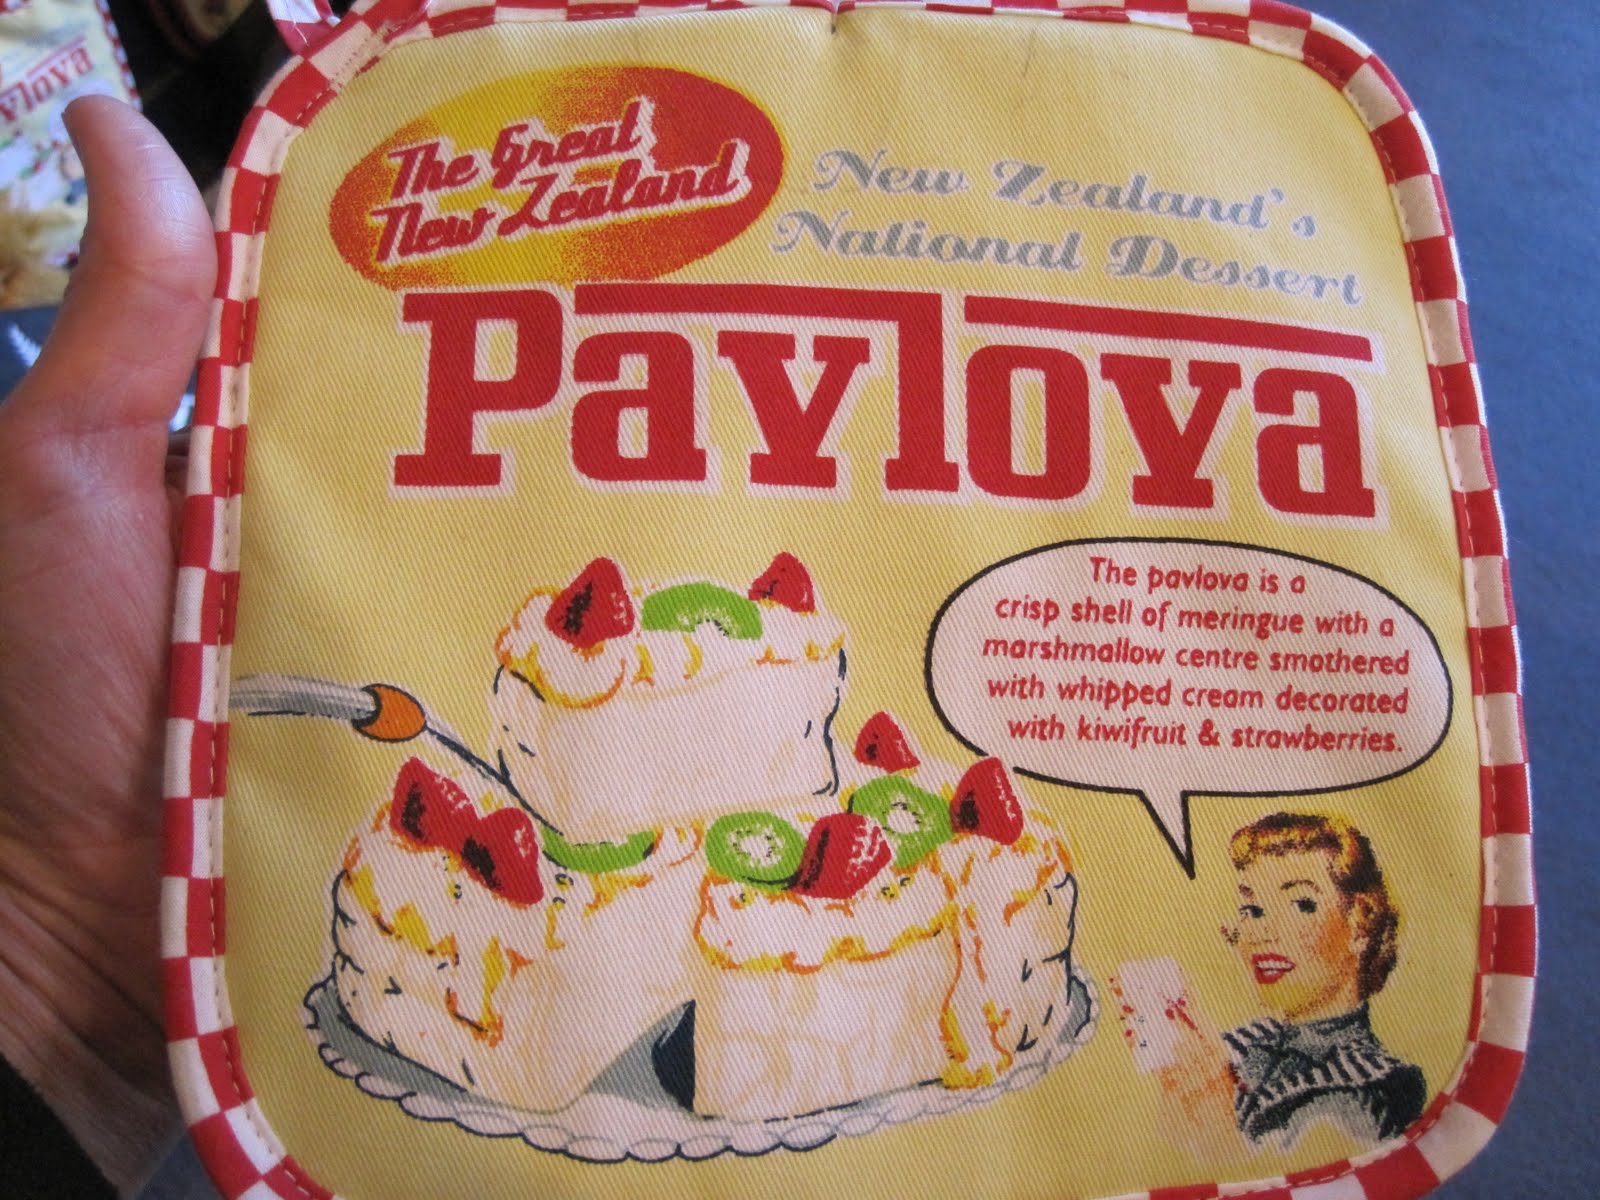 The Great
New Zealand
New Zealand's
National Dessert
Pavlova
The pavlova is a
crisp shell of meringue with a
marshmallow centre smothered
with whipped cream decorated
with kiwifruit & strawberries.